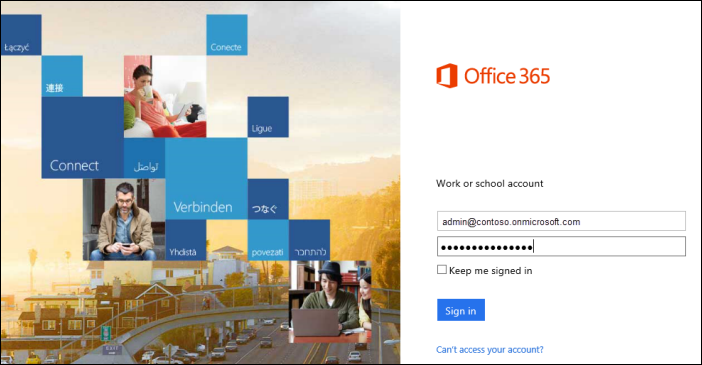 Łączyć
Conecte
連接
Ligue
Connect
تواصل
Verbinden
つなぐ
Yhdistä
povezati
להתחבר
Office 365
Work or school account
admin@contoso.onmicrosoft.com
●●●●●●●●●●●●●●●
Keep me signed in
Sign in
Can't access your account?